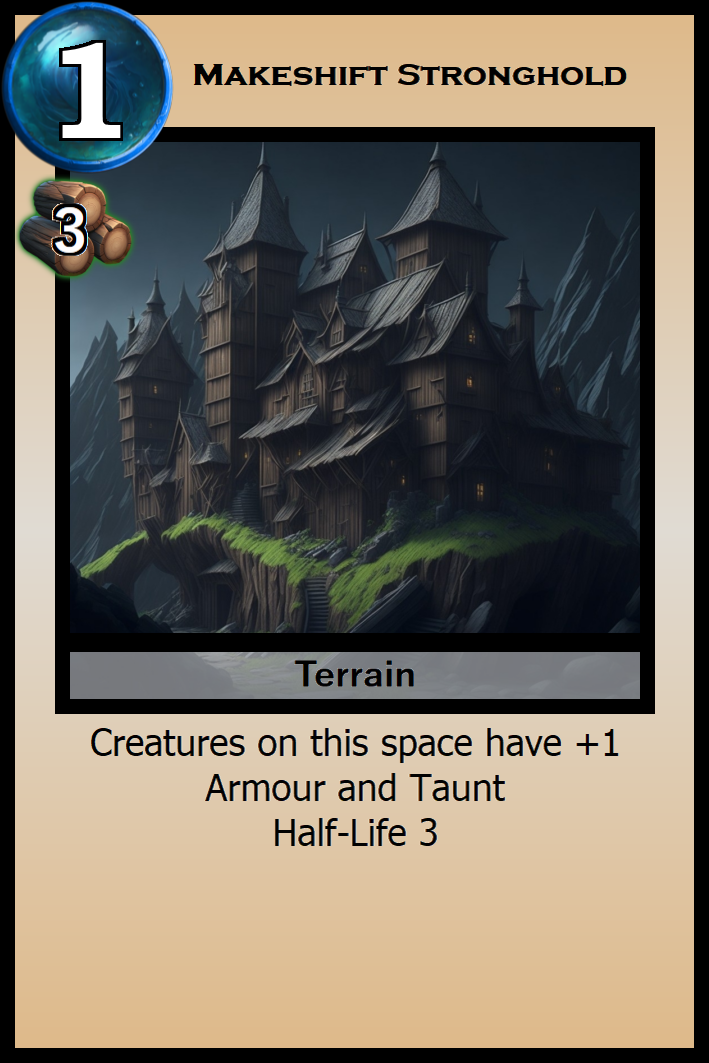 1
Makeshift Stronghold
3
Terrain
Creatures on this space have +1
Armour and Taunt
Half-Life 3